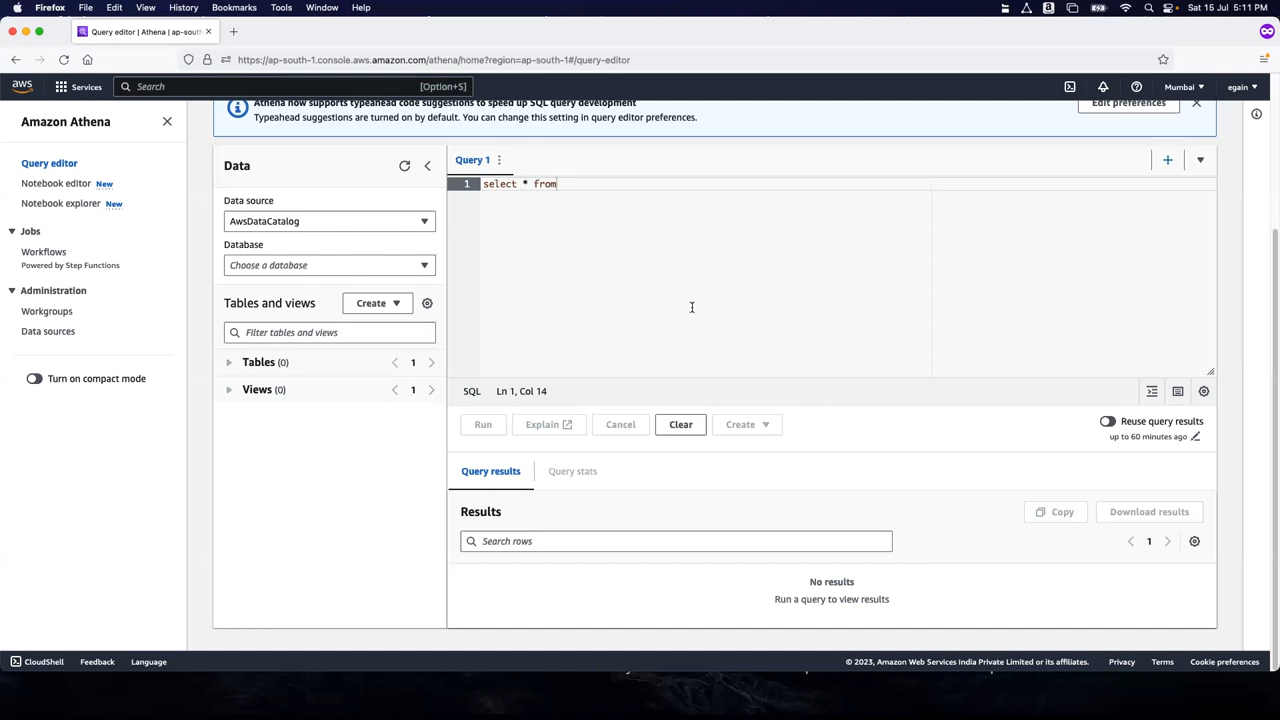 Firefox File Edit View History Bookmarks Tools Window Help Sat 15 Jul 5:11 PM
Query editor | Athena | ap-sout
https://ap-south-1.console.aws.amazon.com/athena/home?region=ap-south-1#/query-editor
aws Services Search [Option+S] Mumbai egain
Amazon Athena
Query editor
Notebook editor New
Notebook explorer New
Jobs
Workflows
Powered by Step Functions
Administration
Workgroups
Data sources
Turn on compact mode
Athena now supports typeahead code suggestions to speed up SQL query development
Typeahead suggestions are turned on by default. You can change this setting in query editor preferences.
Edit preferences
Data
Data source
AwsDataCatalog
Database
Choose a database
Tables and views Create
Filter tables and views
Tables (0) 1
Views (0) 1
Query 1
1 select * from
SQL Ln 1, Col 14
Run Explain Cancel Clear Create
Reuse query results
up to 60 minutes ago
Query results Query stats
Results
Copy Download results
Search rows
1
No results
Run a query to view results
CloudShell Feedback Language © 2023, Amazon Web Services India Private Limited or its affiliates. Privacy Terms Cookie preferences